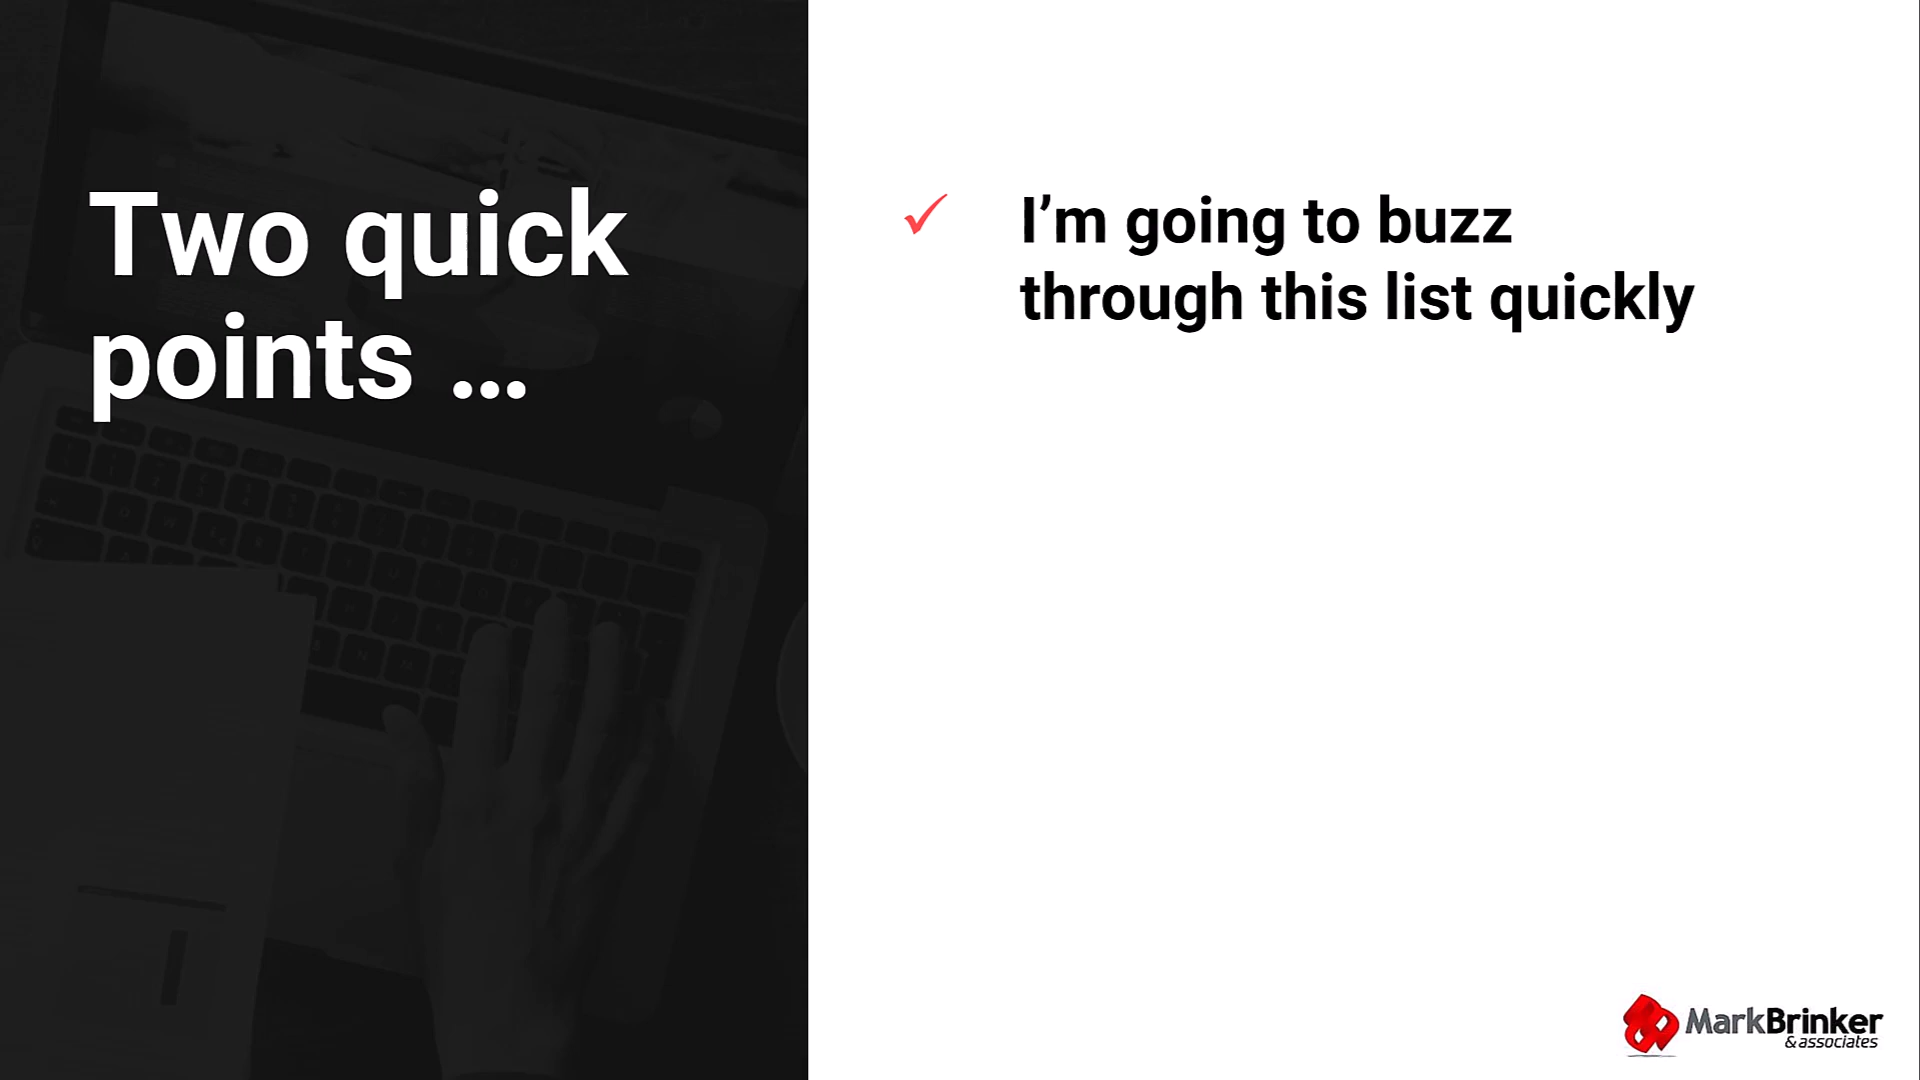 Two quick
points ...
I’m going to buzz
through this list quickly
MarkBrinker
& associates